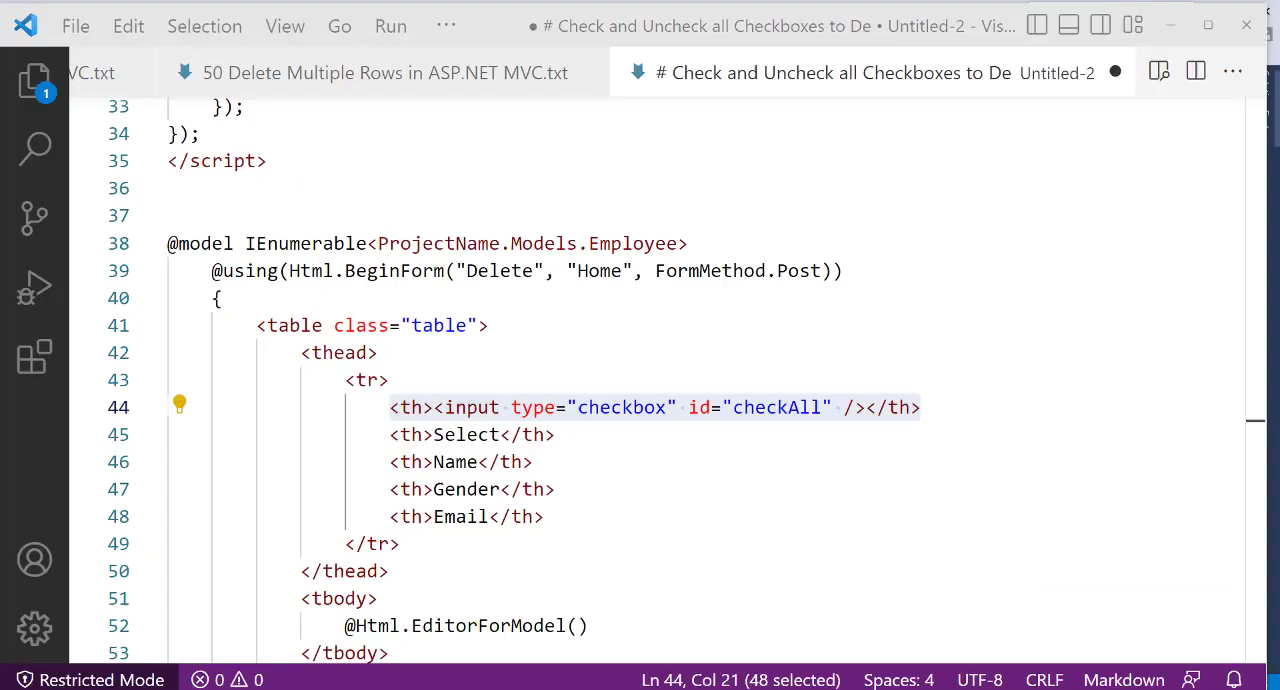 File Edit Selection View Go Run ··· ● # Check and Uncheck all Checkboxes to De • Untitled-2 - Vis...
VC.txt 50 Delete Multiple Rows in ASP.NET MVC.txt # Check and Uncheck all Checkboxes to De Untitled-2 ● ···
1
33 });
34 });
35 </script>
36
37
38 @model IEnumerable<ProjectName.Models.Employee>
39 @using(Html.BeginForm("Delete", "Home", FormMethod.Post))
40 {
41 <table class="table">
42 <thead>
43 <tr>
44 <th><input type="checkbox" id="checkAll" /></th>
45 <th>Select</th>
46 <th>Name</th>
47 <th>Gender</th>
48 <th>Email</th>
49 </tr>
50 </thead>
51 <tbody>
52 @Html.EditorForModel()
53 </tbody>
Restricted Mode 0 0 Ln 44, Col 21 (48 selected) Spaces: 4 UTF-8 CRLF Markdown